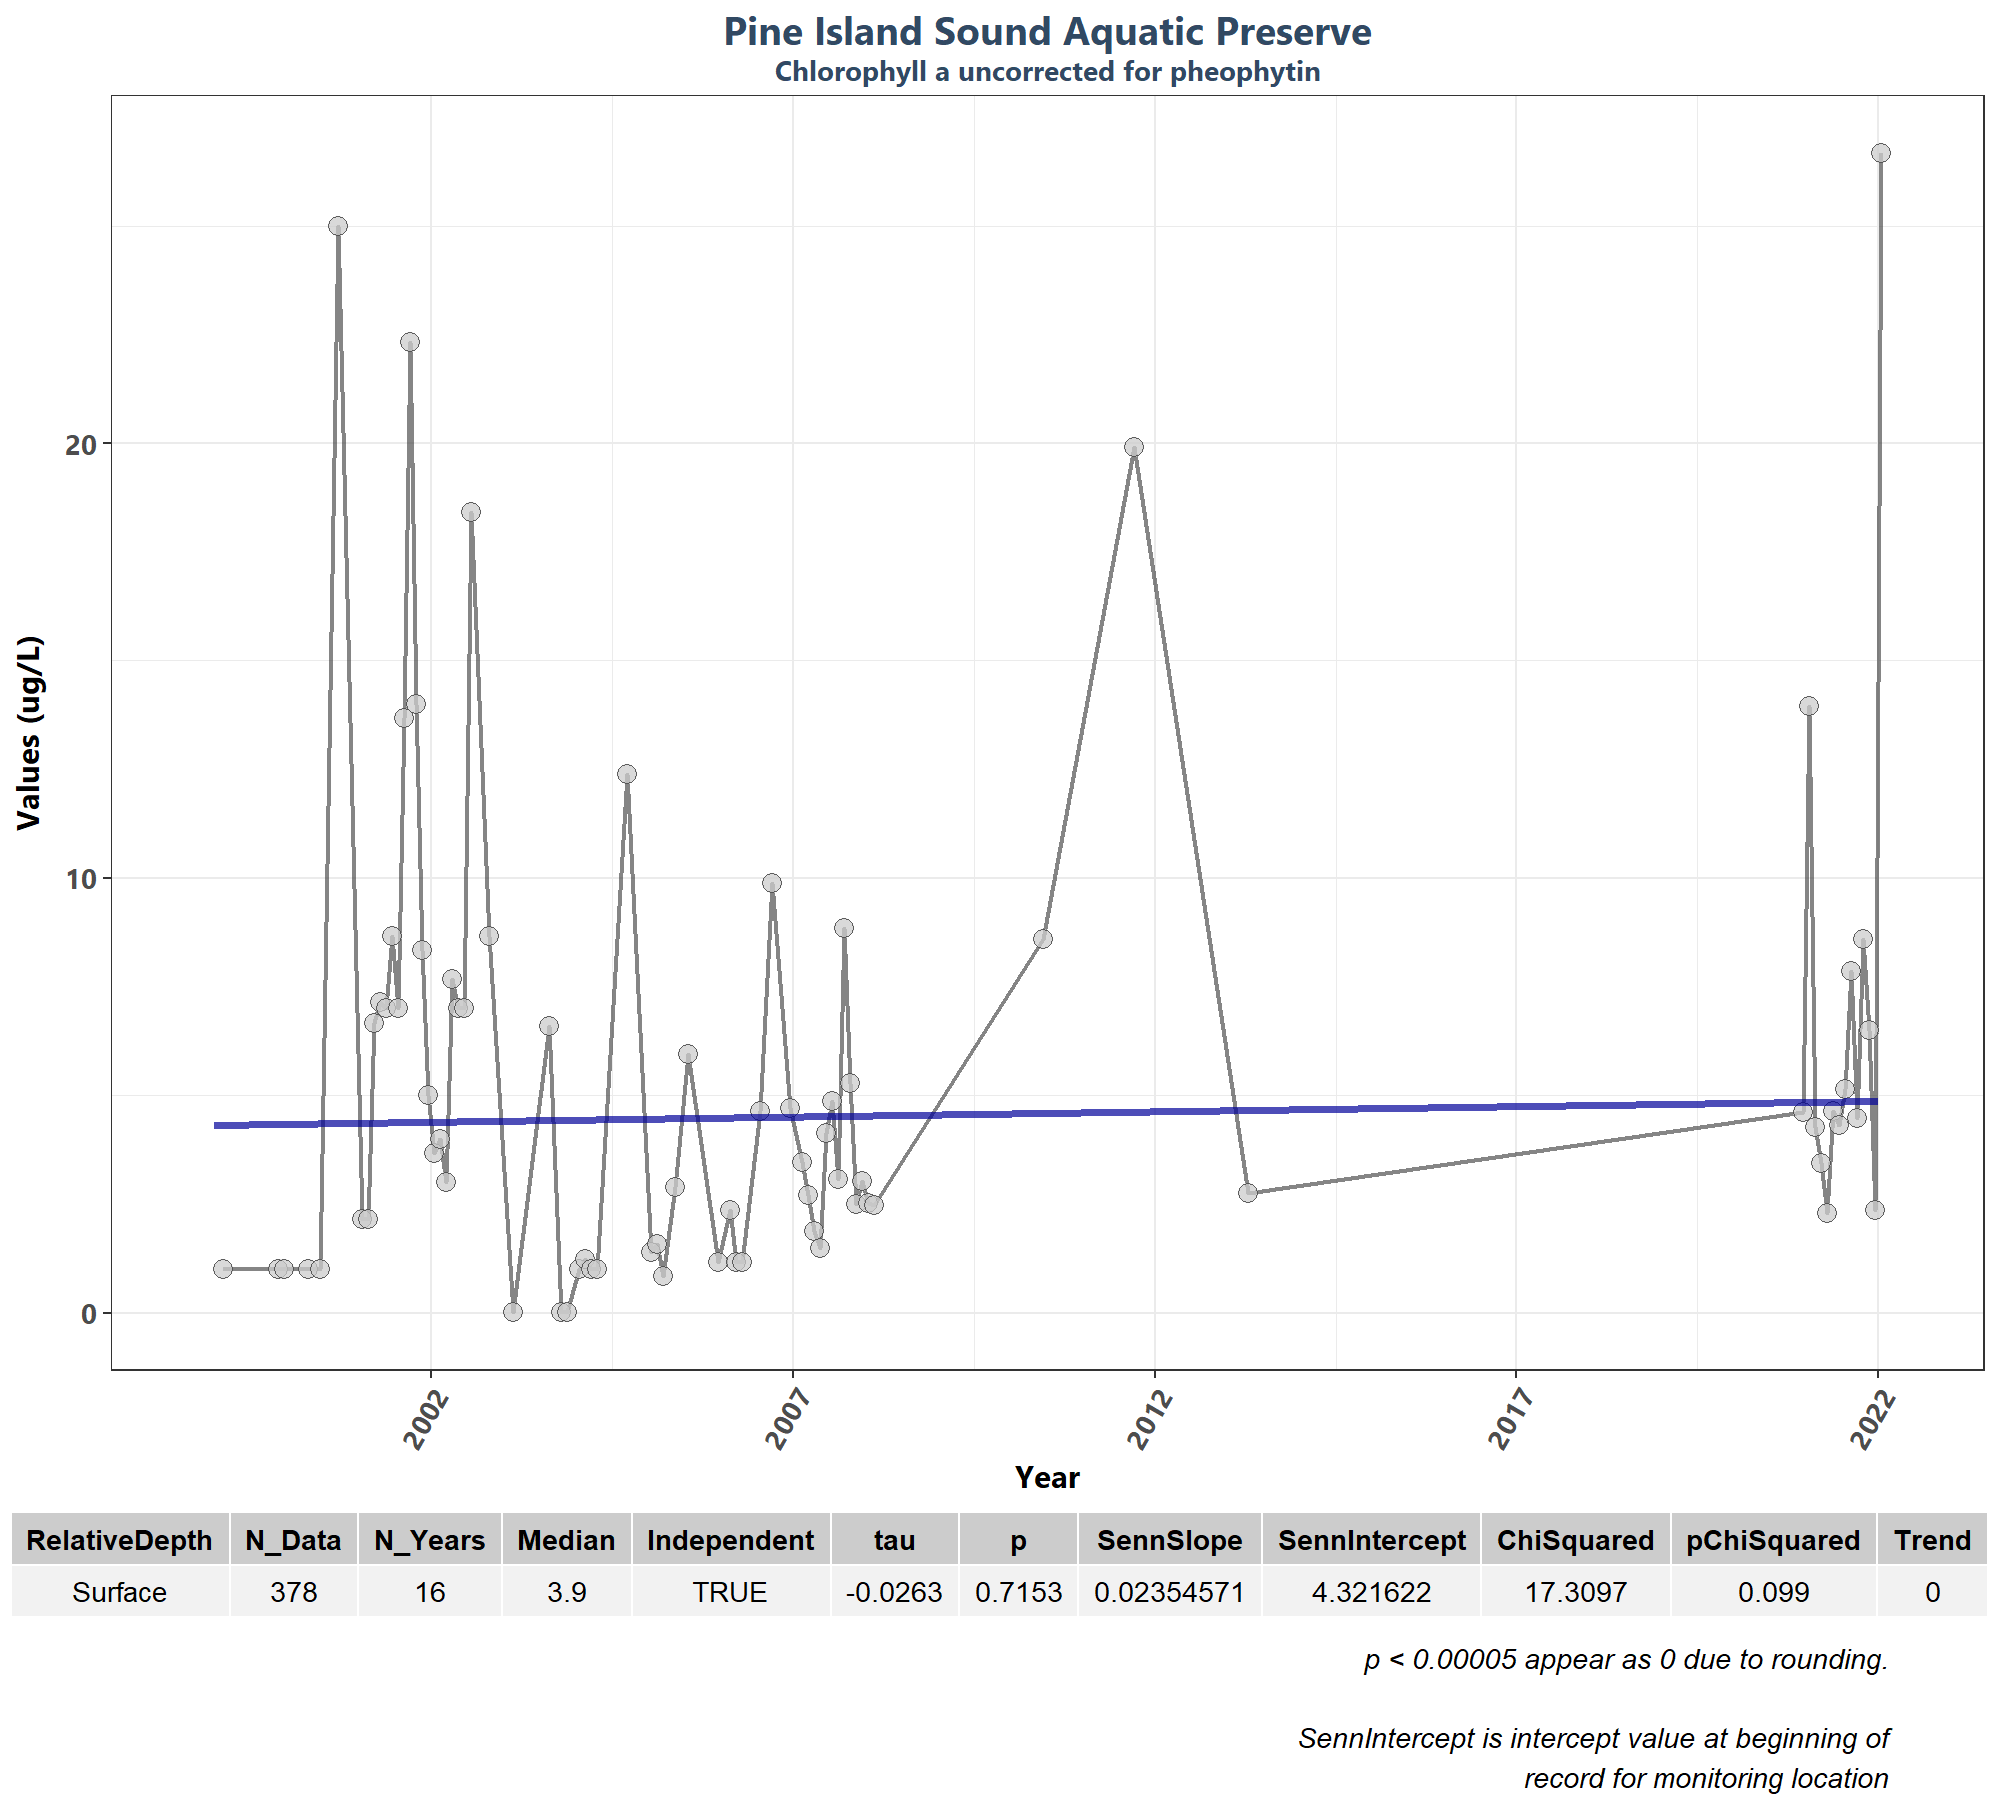 Pine Island Sound Aquatic Preserve
Chlorophyll a uncorrected for pheophytin
Values (ug/L)
20
10
0
2002 2007 2012 2017 2022
Year
RelativeDepth N_Data N_Years Median Independent tau p SennSlope SennIntercept ChiSquared pChiSquared Trend
Surface 378 16 3.9 TRUE -0.0263 0.7153 0.02354571 4.321622 17.3097 0.099 0
p < 0.00005 appear as 0 due to rounding.
SennIntercept is intercept value at beginning of
record for monitoring location